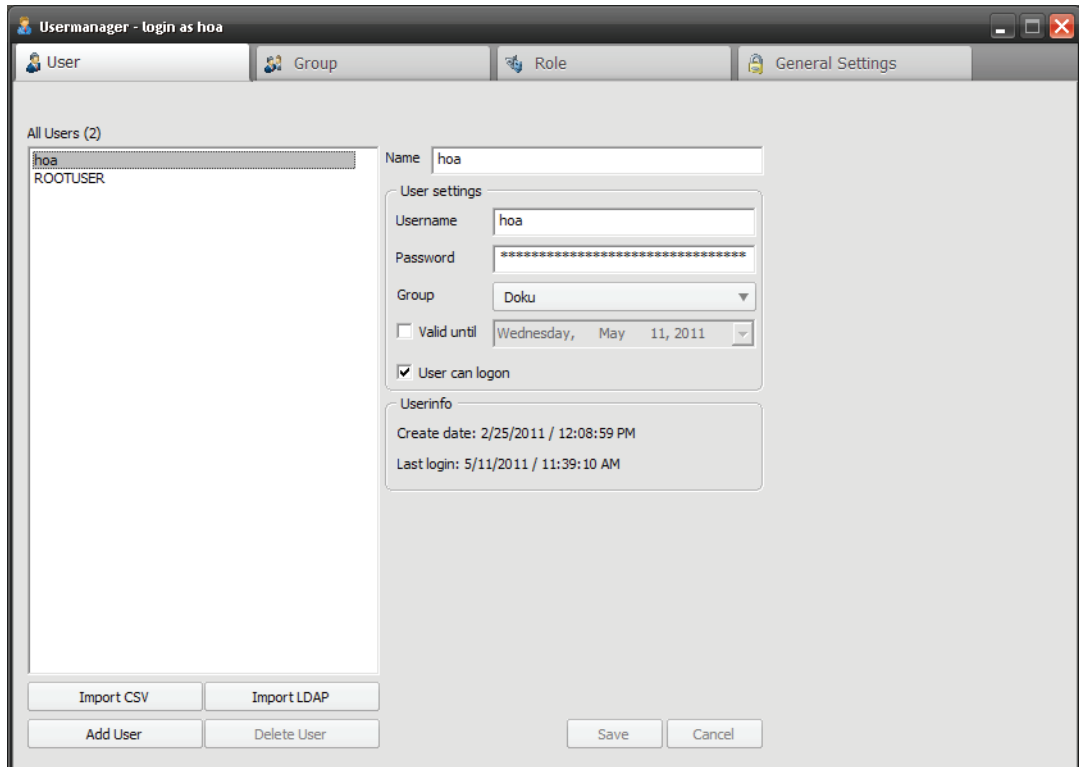 Usermanager - login as hoa
User Group Role General Settings
All Users (2)
hoa
ROOTUSER
Name hoa
User settings
Username hoa
Password ********************************
Group Doku
Valid until Wednesday, May 11, 2011
User can logon
Userinfo
Create date: 2/25/2011 / 12:08:59 PM
Last login: 5/11/2011 / 11:39:10 AM
Import CSV Import LDAP
Add User Delete User Save Cancel